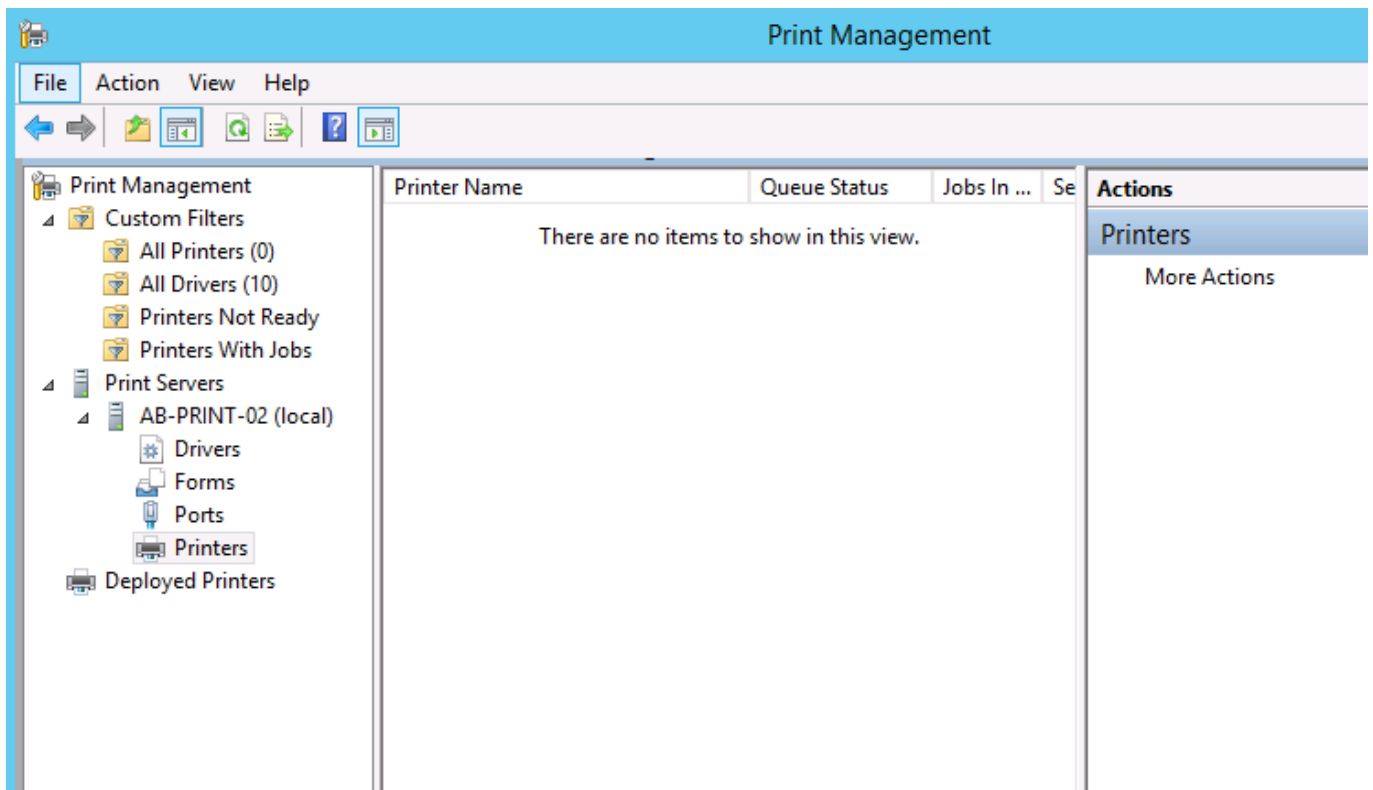 Print Management
File Action View Help
Print Management
Custom Filters
All Printers (0)
All Drivers (10)
Printers Not Ready
Printers With Jobs
Print Servers
AB-PRINT-02 (local)
Drivers
Forms
Ports
Printers
Deployed Printers
Printer Name Queue Status Jobs In ... Se
There are no items to show in this view.
Actions
Printers
More Actions